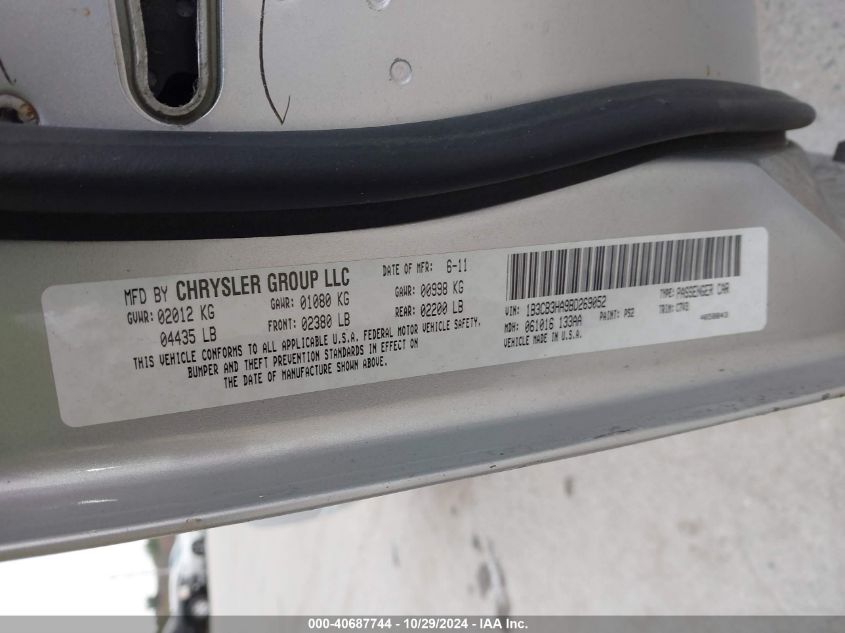 MFD BY CHRYSLER GROUP LLC DATE OF MFR: 6-11
GVWR: 02012 KG GAWR: 01080 KG GAWR: 00998 KG
04435 LB FRONT: 02380 LB REAR: 02200 LB
THIS VEHICLE CONFORMS TO ALL APPLICABLE U.S.A. FEDERAL MOTOR VEHICLE SAFETY,
BUMPER AND THEFT PREVENTION STANDARDS IN EFFECT ON
THE DATE OF MANUFACTURE SHOWN ABOVE.
VIN: 1B3CB3HA9BD269052 TYPE: PASSENGER CAR
MDH: 061016 133AA PAINT: PS2 TRIM:
VEHICLE MADE IN U.S.A.
000-40687744 - 10/29/2024 - IAA Inc.